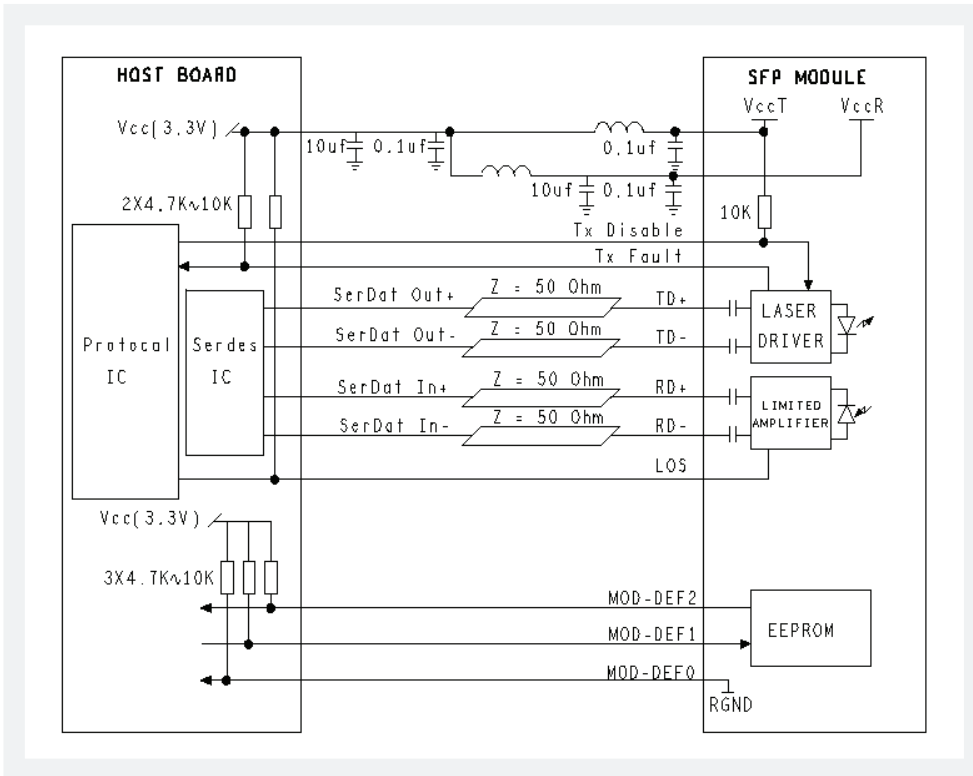 HOST BOARD
SFP MODULE
VccT
VccR
Vcc(3.3V)
10uf
0.1uf
0.1uf
10uf
0.1uf
2X4.7K~10K
10K
Tx Disable
Tx Fault
SerDat Out+
Z = 50 Ohm
TD+
SerDat Out-
Z = 50 Ohm
TD-
LASER
DRIVER
Protocal
IC
Serdes
IC
SerDat In+
Z = 50 Ohm
RD+
SerDat In-
Z = 50 Ohm
RD-
LIMITED
AMPLIFIER
LOS
Vcc(3.3V)
3X4.7K~10K
MOD-DEF2
MOD-DEF1
MOD-DEF0
EEPROM
RGND